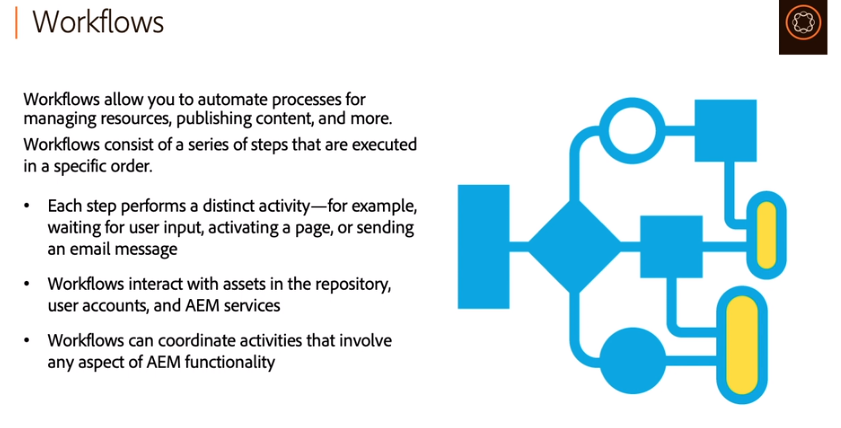 Workflows
Workflows allow you to automate processes for
managing resources, publishing content, and more.
Workflows consist of a series of steps that are executed
in a specific order.
• Each step performs a distinct activity—for example,
waiting for user input, activating a page, or sending
an email message
• Workflows interact with assets in the repository,
user accounts, and AEM services
• Workflows can coordinate activities that involve
any aspect of AEM functionality